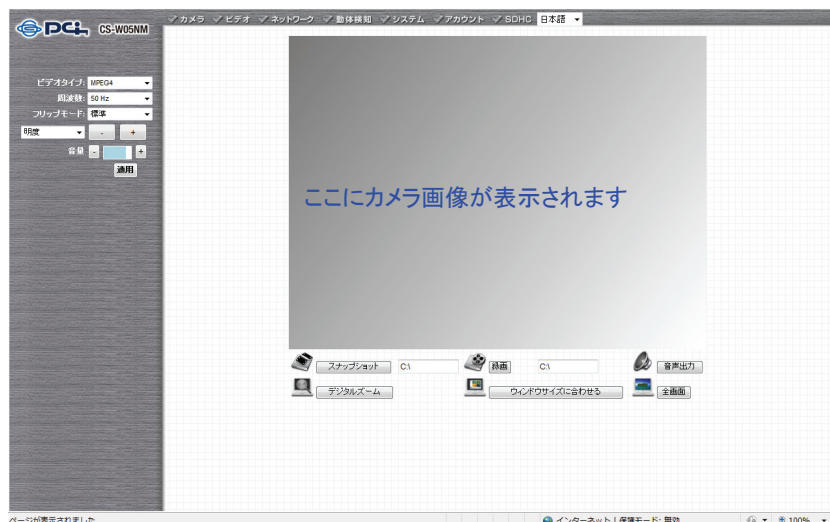 PCi CS-W05NM
カメラ ビデオ ネットワーク 動体検知 システム アカウント SDHC 日本語
ビデオタイプ: MPEG4
周波数: 50 Hz
フリップモード: 標準
明度 - +
音量 - +
適用
ここにカメラ画像が表示されます
スナップショット C:\ 録画 C:\ 音声出力
デジタルズーム ウィンドウサイズに合わせる 全画面
ページが表示されました インターネット | 保護モード: 無効 100%